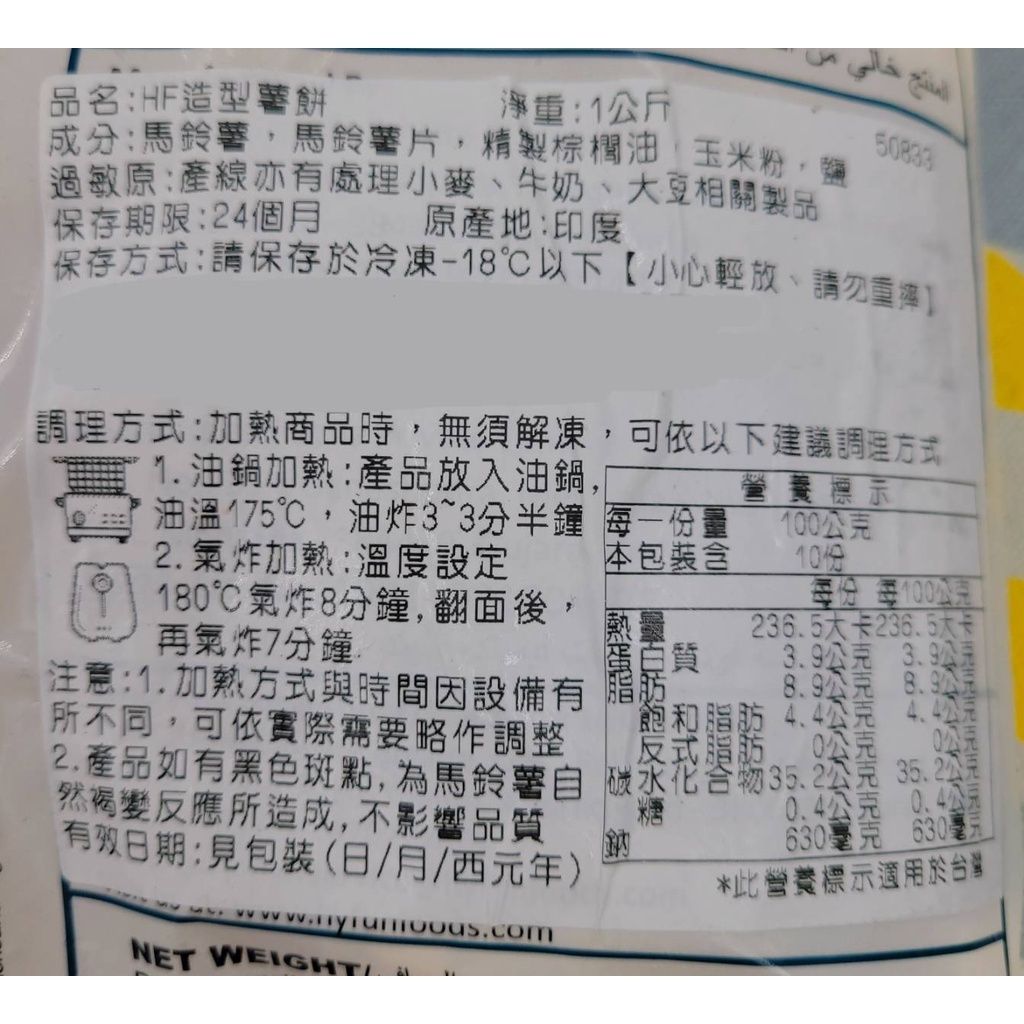 品名:HF造型薯餅 淨重:1公斤
50833
成分:馬鈴薯,馬鈴薯片,精製棕櫚油,玉米粉,鹽
過敏原:產線亦有處理小麥、牛奶、大豆相關製品
保存期限:24個月 原產地:印度
保存方式:請保存於冷凍-18℃以下【小心輕放、請勿重摔】
調理方式:加熱商品時,無須解凍,可依以下建議調理方式
1.油鍋加熱:產品放入油鍋,
油溫175℃,油炸3~3分半鐘
2.氣炸加熱:溫度設定
180℃氣炸8分鐘,翻面後,
再氣炸7分鐘.
注意:1.加熱方式與時間因設備有
所不同,可依實際需要略作調整
2.產品如有黑色斑點,為馬鈴薯自
然褐變反應所造成,不影響品質
有效日期:見包裝(日/月/西元年)
營養標示
每一份量 100公克
本包裝含 10份
每份 每100公克
熱量 236.5大卡 236.5大卡
蛋白質 3.9公克 3.9公克
脂肪 8.9公克 8.9公克
飽和脂肪 4.4公克 4.4公克
反式脂肪 0公克 0公克
碳水化合物 35.2公克 35.2公克
糖 0.4公克 0.4公克
鈉 630毫克 630毫克
*此營養標示適用於台灣
www.hyfunfoods.com
NET WEIGHT/